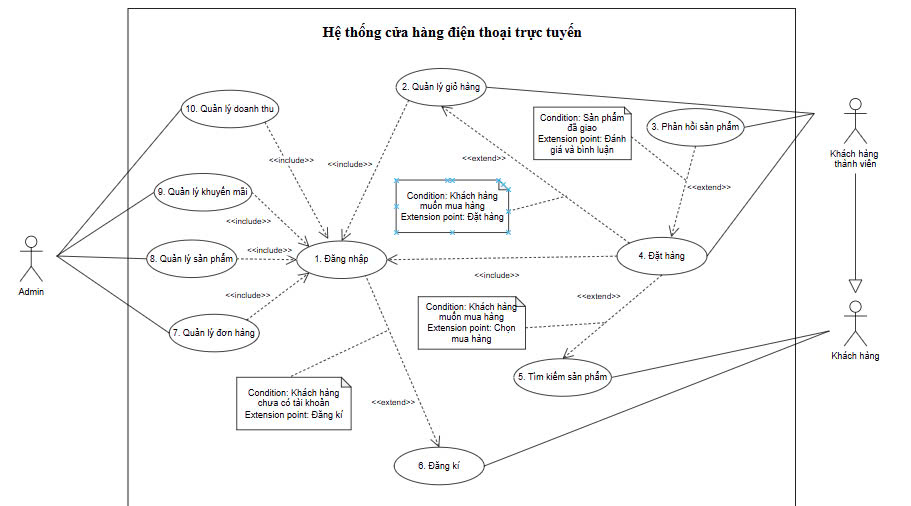 Hệ thống cửa hàng điện thoại trực tuyến
2. Quản lý giỏ hàng
10. Quản lý doanh thu
Condition: Sản phẩm
đã giao
Extension point: Đánh
giá và bình luận
3. Phản hồi sản phẩm
Khách hàng
thành viên
<<include>>
<<include>>
<<extend>>
<<extend>>
9. Quản lý khuyến mãi
Condition: Khách hàng
muốn mua hàng
Extension point: Đặt hàng
<<include>>
<<include>>
8. Quản lý sản phẩm
1. Đăng nhập
4. Đặt hàng
Admin
<<include>>
<<include>>
<<extend>>
7. Quản lý đơn hàng
Condition: Khách hàng
muốn mua hàng
Extension point: Chọn
mua hàng
Khách hàng
5. Tìm kiếm sản phẩm
Condition: Khách hàng
chưa có tài khoản
Extension point: Đăng kí
<<extend>>
6. Đăng kí